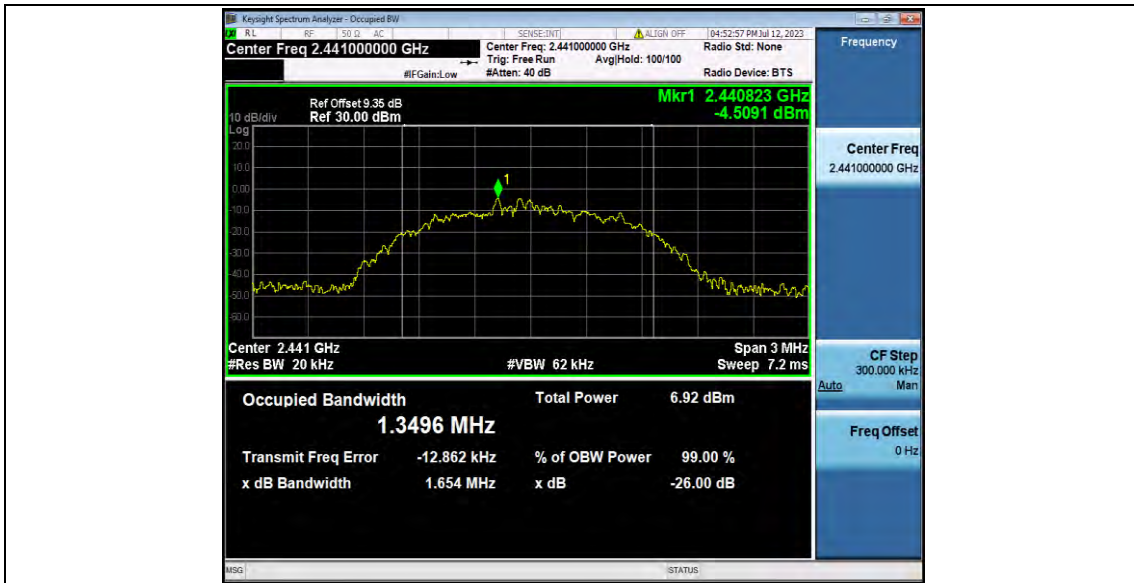 Keysight Spectrum Analyzer - Occupied BW
RL RF 50 Ω AC SENSE:INT ALIGN OFF 04:52:57 PM Jul 12, 2023
Center Freq 2.441000000 GHz
Center Freq: 2.441000000 GHz Radio Std: None
Trig: Free Run Avg|Hold: 100/100
#IFGain:Low #Atten: 40 dB Radio Device: BTS
Frequency
Mkr1 2.440823 GHz
-4.5091 dBm
Ref Offset 9.35 dB
10 dB/div Ref 30.00 dBm
Log
20.0
10.0
0.00
-10.0
-20.0
-30.0
-40.0
-50.0
-60.0
1
Center 2.441 GHz Span 3 MHz
#Res BW 20 kHz #VBW 62 kHz Sweep 7.2 ms
Occupied Bandwidth Total Power 6.92 dBm
1.3496 MHz
Transmit Freq Error -12.862 kHz % of OBW Power 99.00 %
x dB Bandwidth 1.654 MHz x dB -26.00 dB
Center Freq
2.441000000 GHz
CF Step
300.000 kHz
Auto Man
Freq Offset
0 Hz
MSG STATUS